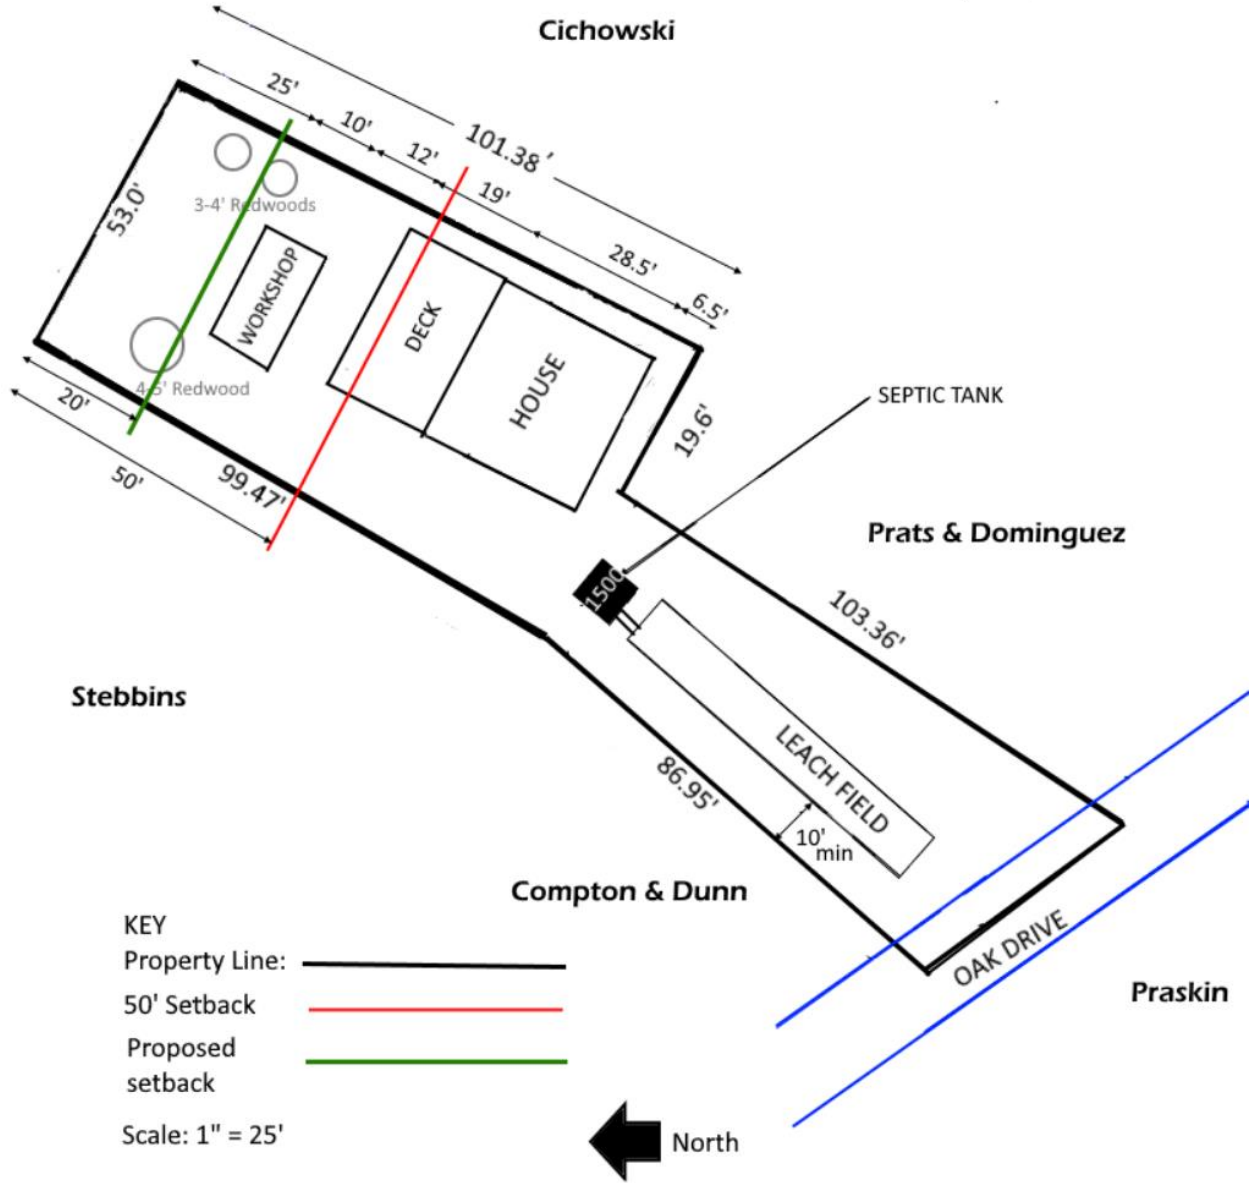 Cichowski
25'
10'
101.38 '
12'
19'
28.5'
6.5'
53.0'
3-4' Redwoods
WORKSHOP
DECK
HOUSE
4-5' Redwood
20'
50'
99.47'
19.6'
SEPTIC TANK
Prats & Dominguez
1500
103.36'
Stebbins
LEACH FIELD
86.95'
10'
min
Compton & Dunn
OAK DRIVE
Praskin
KEY
Property Line:
50' Setback
Proposed
setback
Scale: 1" = 25'
North